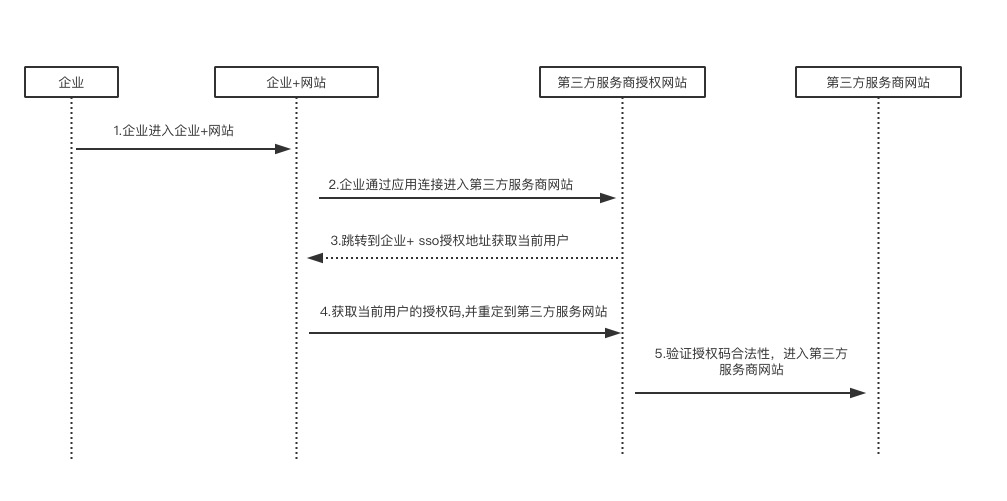 企业
企业+网站
第三方服务商授权网站
第三方服务商网站
1.企业进入企业+网站
2.企业通过应用连接进入第三方服务商网站
3.跳转到企业+ sso授权地址获取当前用户
4.获取当前用户的授权码,并重定到第三方服务网站
5.验证授权码合法性，进入第三方
服务商网站